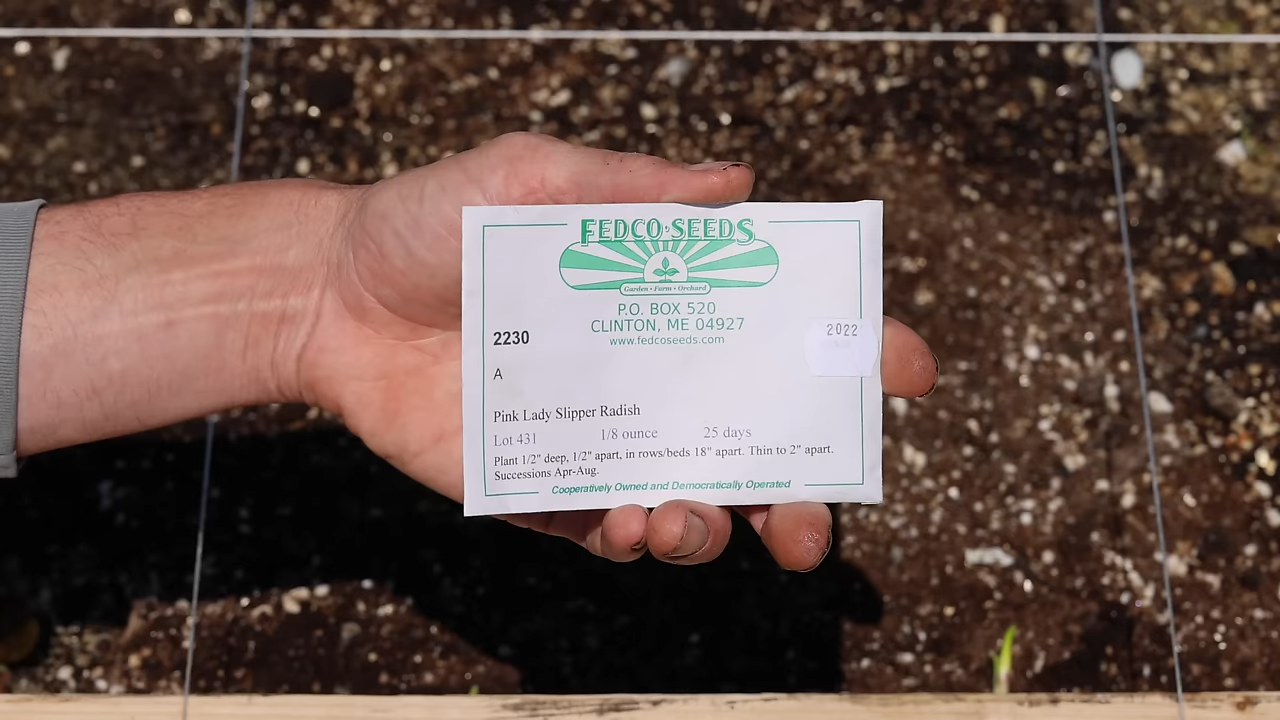 FEDCO·SEEDS
Garden • Farm • Orchard
P.O. BOX 520
CLINTON, ME 04927
www.fedcoseeds.com
2230
2022
A
Pink Lady Slipper Radish
Lot 431 1/8 ounce 25 days
Plant 1/2" deep, 1/2" apart, in rows/beds 18" apart. Thin to 2" apart.
Successions Apr-Aug.
Cooperatively Owned and Democratically Operated